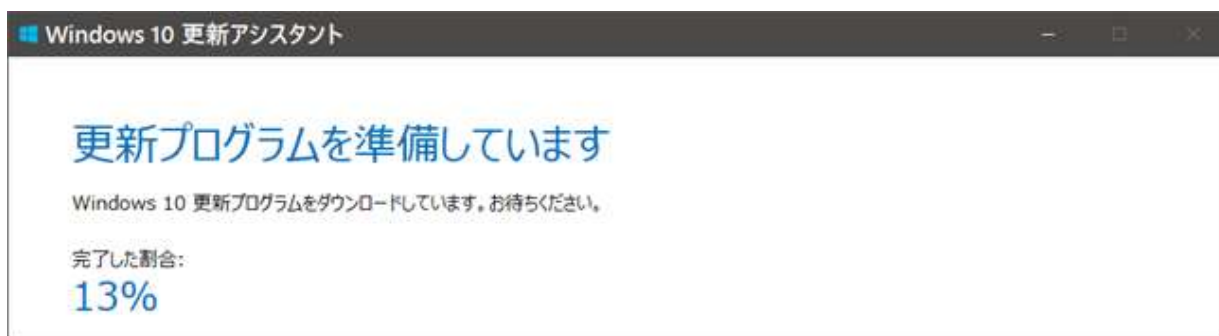 Windows 10 更新アシスタント
更新プログラムを準備しています
Windows 10 更新プログラムをダウンロードしています。お待ちください。
完了した割合:
13%